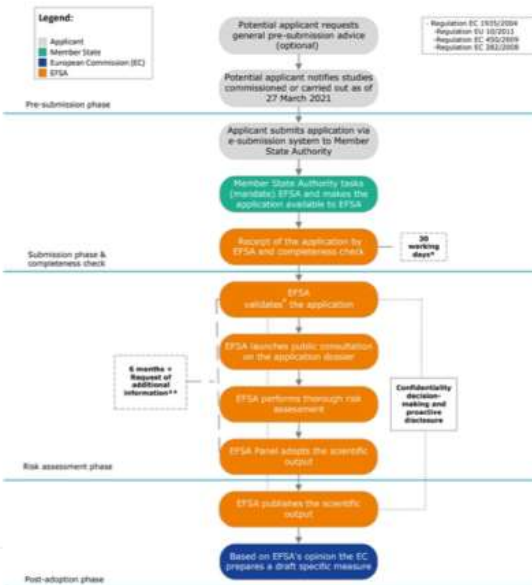 Legend:
Applicant
Member State
European Commission (EC)
EFSA
Potential applicant requests
general pre-submission advice
(optional)
- Regulation EC 1935/2004
-Regulation EU 10/2011
-Regulation EC 450/2009
-Regulation EC 282/2008
Potential applicant notifies studies
commissioned or carried out as of
27 March 2021
Pre-submission phase
Applicant submits application via
e-submission system to Member
State Authority
Member State Authority tasks
(mandate) EFSA and makes the
application available to EFSA
Receipt of the application by
EFSA and completeness check
30
working
days*
Submission phase &
completeness check
EFSA
validates* the application
EFSA launches public consultation
on the application dossier
6 months +
Request of
additional
information**
EFSA performs thorough risk
assessment
Confidentiality
decision-
making and
proactive
disclosure
EFSA Panel adopts the scientific
output
Risk assessment phase
EFSA publishes the scientific
output
Based on EFSA's opinion the EC
prepares a draft specific measure
Post-adoption phase